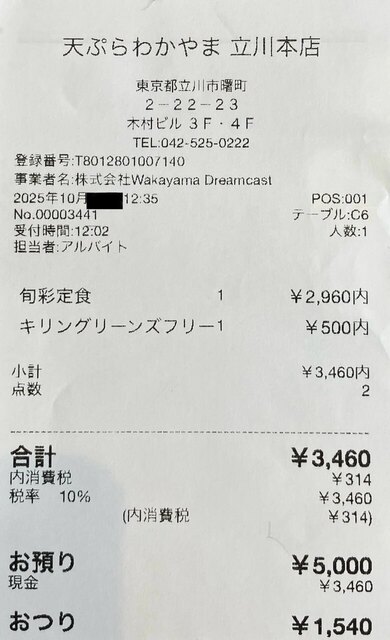 天ぷらわかやま 立川本店
東京都立川市曙町
２－２２－２３
木村ビル ３Ｆ・４Ｆ
TEL:042-525-0222
登録番号:T8012801007140
事業者名:株式会社Wakayama Dreamcast
2025年10月 12:35 POS:001
No.00003441 テーブル:C6
受付時間:12:02 人数:1
担当者:アルバイト
旬彩定食 1 ￥2,960内
キリングリーンズフリー1 ￥500内
小計 ￥3,460内
点数 2
合計 ￥3,460
内消費税 ￥314
税率 10% ￥3,460
(内消費税 ￥314)
お預り ￥5,000
現金 ￥3,460
おつり ￥1,540